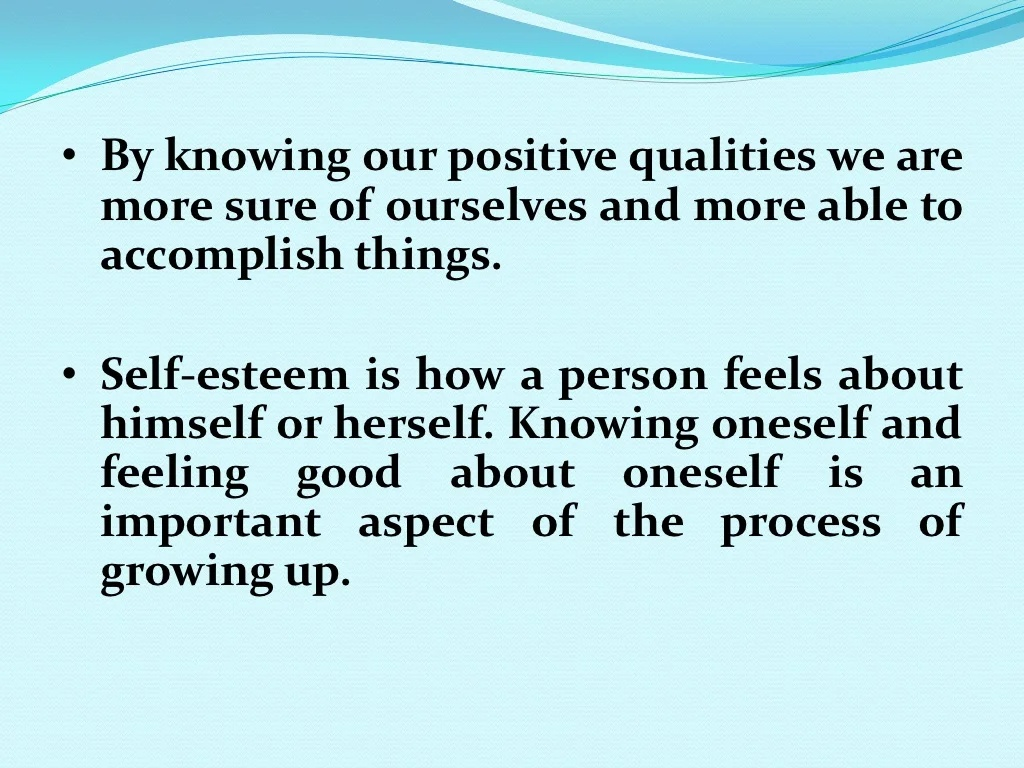 • By knowing our positive qualities we are
more sure of ourselves and more able to
accomplish things.
• Self-esteem is how a person feels about
himself or herself. Knowing oneself and
feeling good about oneself is an
important aspect of the process of
growing up.